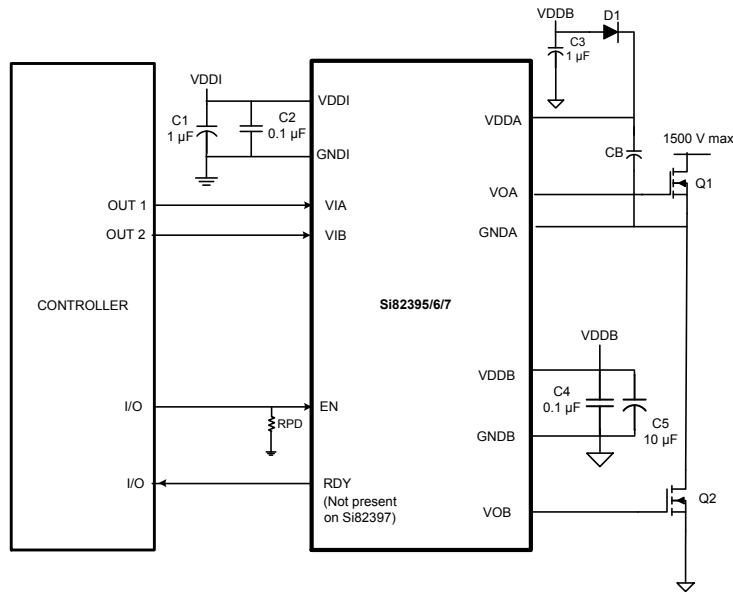 VDDB
D1
C3
1 µF
VDDI
C1
1 µF
C2
0.1 µF
VDDI
GNDI
VDDA
CB
1500 V max
VOA
Q1
GNDA
OUT 1
VIA
OUT 2
VIB
CONTROLLER
Si82395/6/7
VDDB
VDDB
C4
0.1 µF
C5
10 µF
GNDB
I/O
EN
RPD
I/O
RDY
(Not present
on Si82397)
VOB
Q2